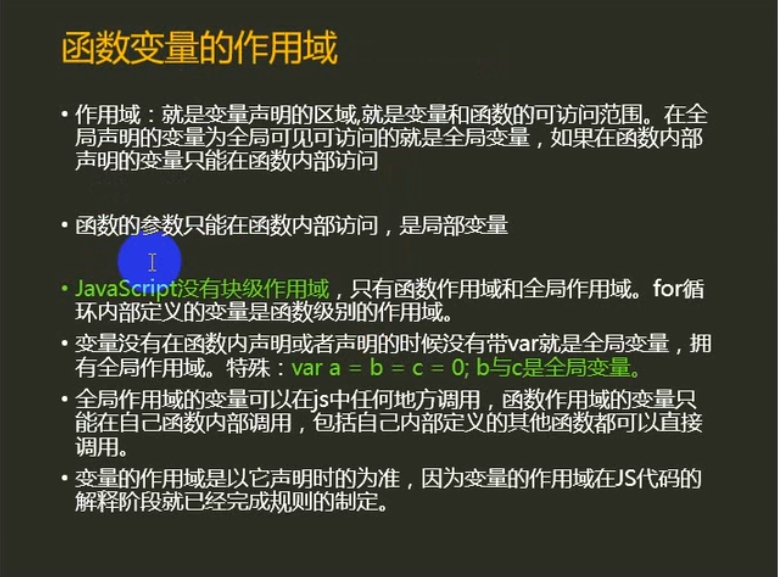 函数变量的作用域
• 作用域：就是变量声明的区域,就是变量和函数的可访问范围。在全
局声明的变量为全局可见可访问的就是全局变量，如果在函数内部
声明的变量只能在函数内部访问
• 函数的参数只能在函数内部访问，是局部变量
• JavaScript没有块级作用域，只有函数作用域和全局作用域。for循
环内部定义的变量是函数级别的作用域。
• 变量没有在函数内声明或者声明的时候没有带var就是全局变量，拥
有全局作用域。特殊：var a = b = c = 0; b与c是全局变量。
• 全局作用域的变量可以在js中任何地方调用，函数作用域的变量只
能在自己函数内部调用，包括自己内部定义的其他函数都可以直接
调用。
• 变量的作用域是以它声明时的为准，因为变量的作用域在JS代码的
解释阶段就已经完成规则的制定。